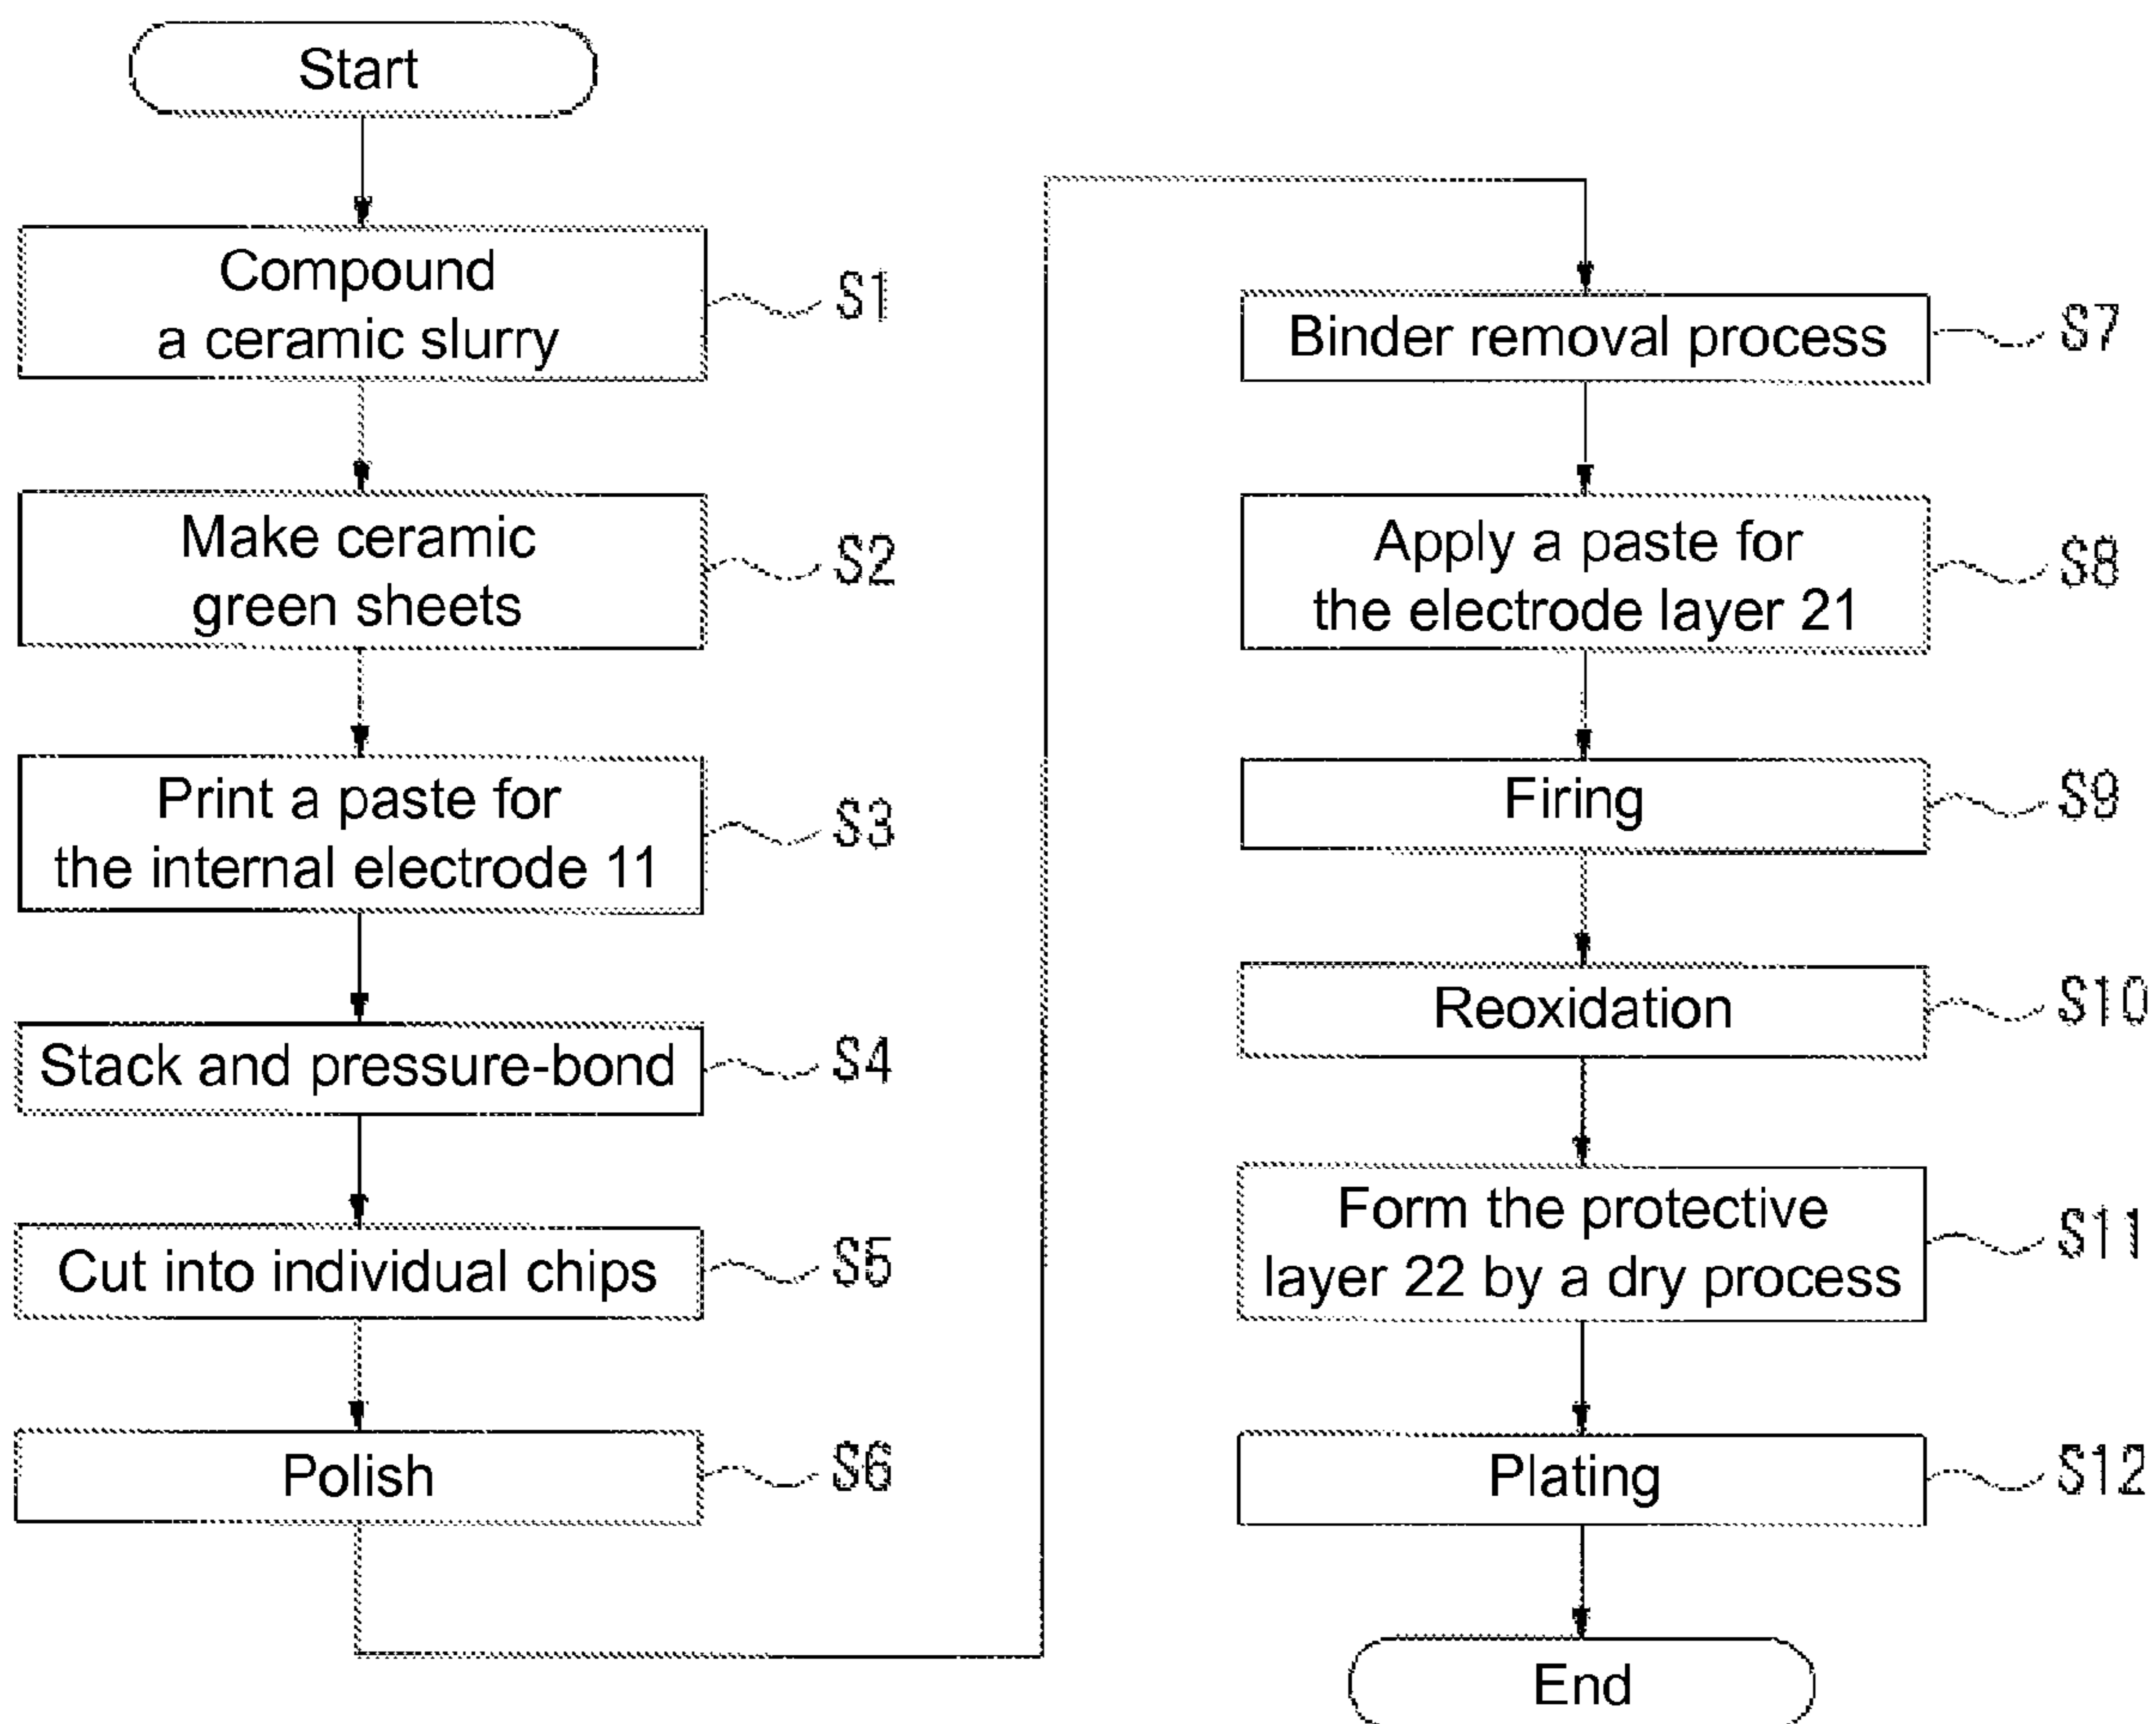 Start
Compound
a ceramic slurry
S1
Make ceramic
green sheets
S2
Print a paste for
the internal electrode 11
S3
Stack and pressure-bond
S4
Cut into individual chips
S5
Polish
S6
Binder removal process
S7
Apply a paste for
the electrode layer 21
S8
Firing
S9
Reoxidation
S10
Form the protective
layer 22 by a dry process
S11
Plating
S12
End